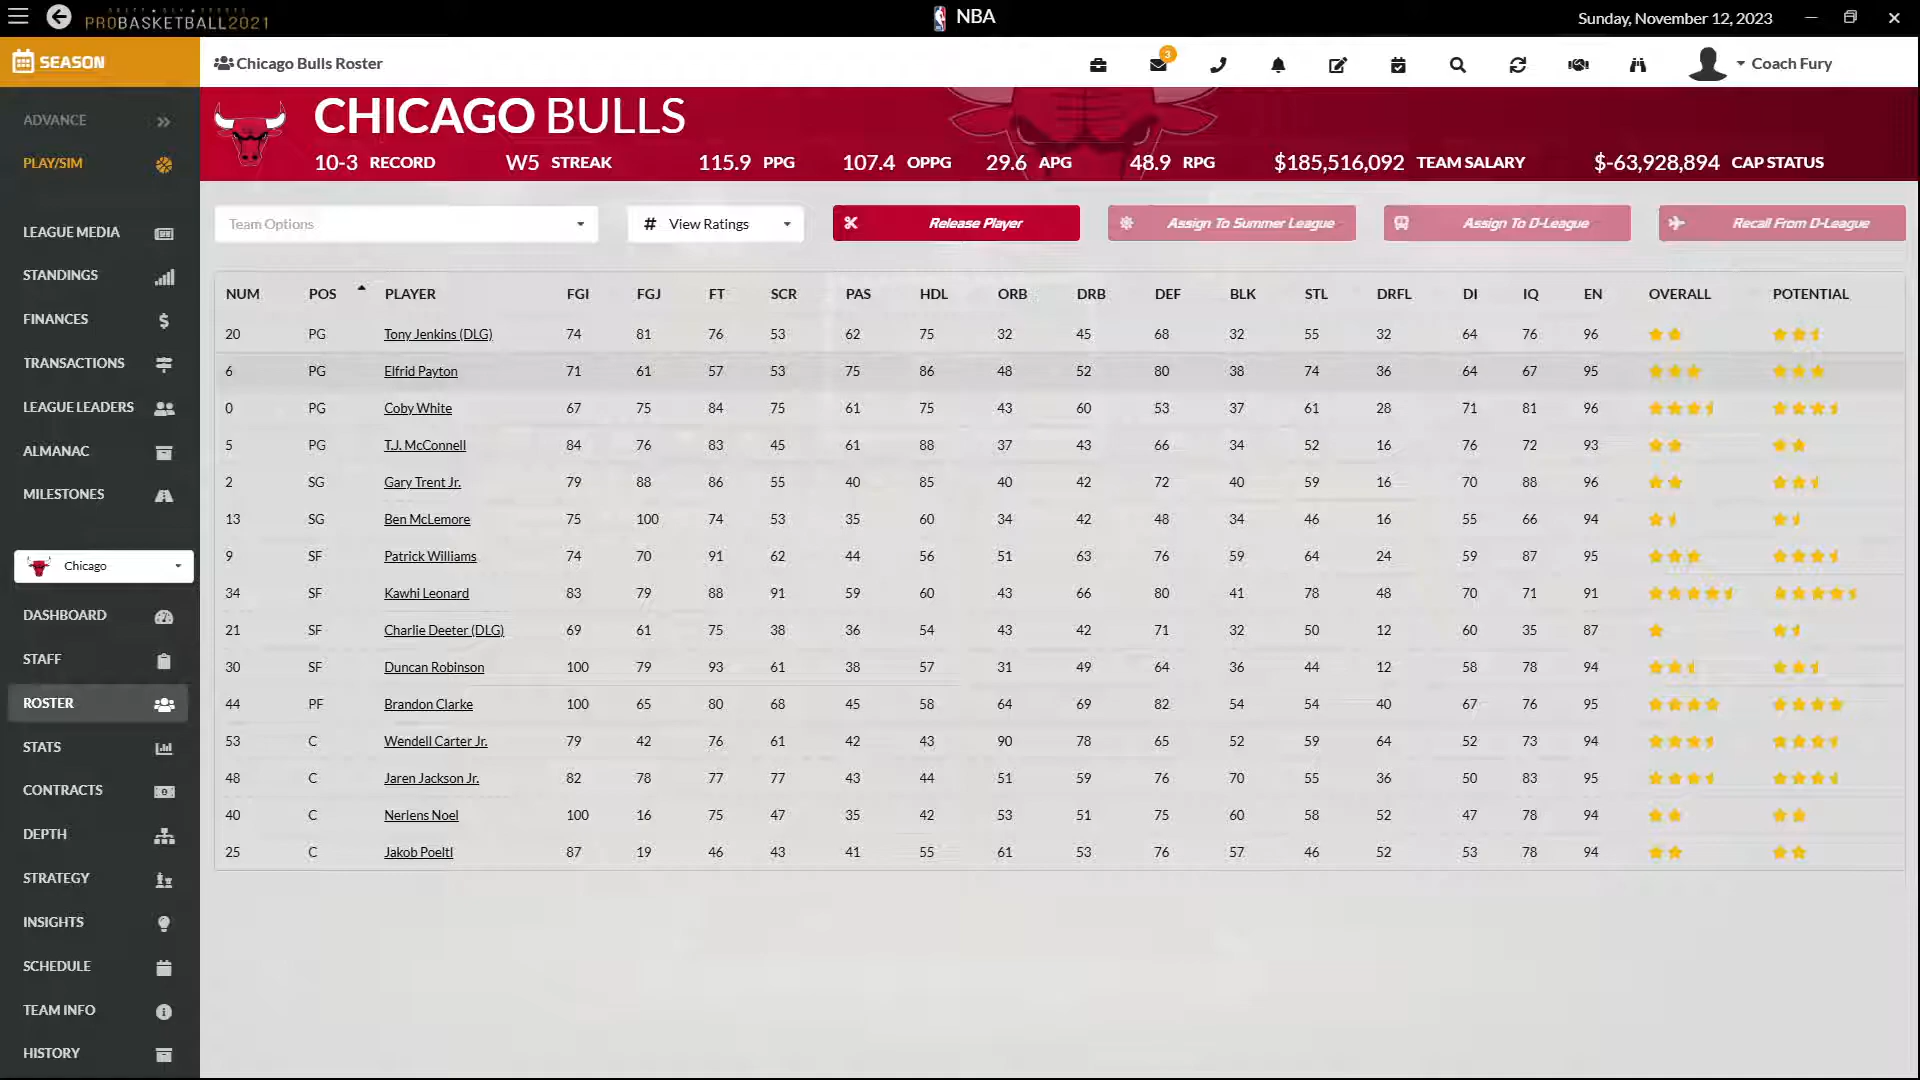 PROBASKETBALL2021
NBA
Sunday, November 12, 2023
SEASON
Chicago Bulls Roster
3
Coach Fury
ADVANCE
PLAY/SIM
LEAGUE MEDIA
STANDINGS
FINANCES
TRANSACTIONS
LEAGUE LEADERS
ALMANAC
MILESTONES
Chicago
DASHBOARD
STAFF
ROSTER
STATS
CONTRACTS
DEPTH
STRATEGY
INSIGHTS
SCHEDULE
TEAM INFO
HISTORY
CHICAGO BULLS
10-3 RECORD W5 STREAK 115.9 PPG 107.4 OPPG 29.6 APG 48.9 RPG $185,516,092 TEAM SALARY $-63,928,894 CAP STATUS
Team Options # View Ratings Release Player Assign To Summer League Assign To D-League Recall From D-League
NUM POS PLAYER FGI FGJ FT SCR PAS HDL ORB DRB DEF BLK STL DRFL DI IQ EN OVERALL POTENTIAL
20 PG Tony Jenkins (DLG) 74 81 76 53 62 75 32 45 68 32 55 32 64 76 96
6 PG Elfrid Payton 71 61 57 53 75 86 48 52 80 38 74 36 64 67 95
0 PG Coby White 67 75 84 75 61 75 43 60 53 37 61 28 71 81 96
5 PG T.J. McConnell 84 76 83 45 61 88 37 43 66 34 52 16 76 72 93
2 SG Gary Trent Jr. 79 88 86 55 40 85 40 42 72 40 59 16 70 88 96
13 SG Ben McLemore 75 100 74 53 35 60 34 42 48 34 46 16 55 66 94
9 SF Patrick Williams 74 70 91 62 44 56 51 63 76 59 64 24 59 87 95
34 SF Kawhi Leonard 83 79 88 91 59 60 43 66 80 41 78 48 70 71 91
21 SF Charlie Deeter (DLG) 69 61 75 38 36 54 43 42 71 32 50 12 60 35 87
30 SF Duncan Robinson 100 79 93 61 38 57 31 49 64 36 44 12 58 78 94
44 PF Brandon Clarke 100 65 80 68 45 58 64 69 82 54 54 40 67 76 95
53 C Wendell Carter Jr. 79 42 76 61 42 43 90 78 65 52 59 64 52 73 94
48 C Jaren Jackson Jr. 82 78 77 77 43 44 51 59 76 70 55 36 50 83 95
40 C Nerlens Noel 100 16 75 47 35 42 53 51 75 60 58 52 47 78 94
25 C Jakob Poeltl 87 19 46 43 41 55 61 53 76 57 46 52 53 78 94